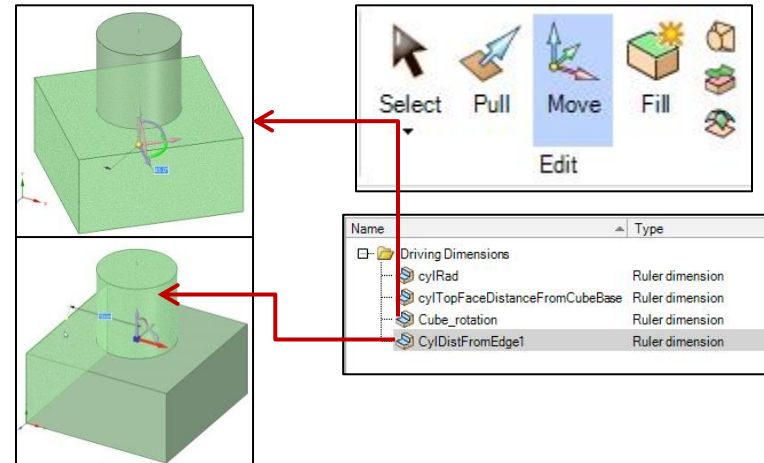 Select Pull Move Fill
Edit
Name Type
Driving Dimensions
cylRad Ruler dimension
cylTopFaceDistanceFromCubeBase Ruler dimension
Cube_rotation Ruler dimension
CylDistFromEdge1 Ruler dimension